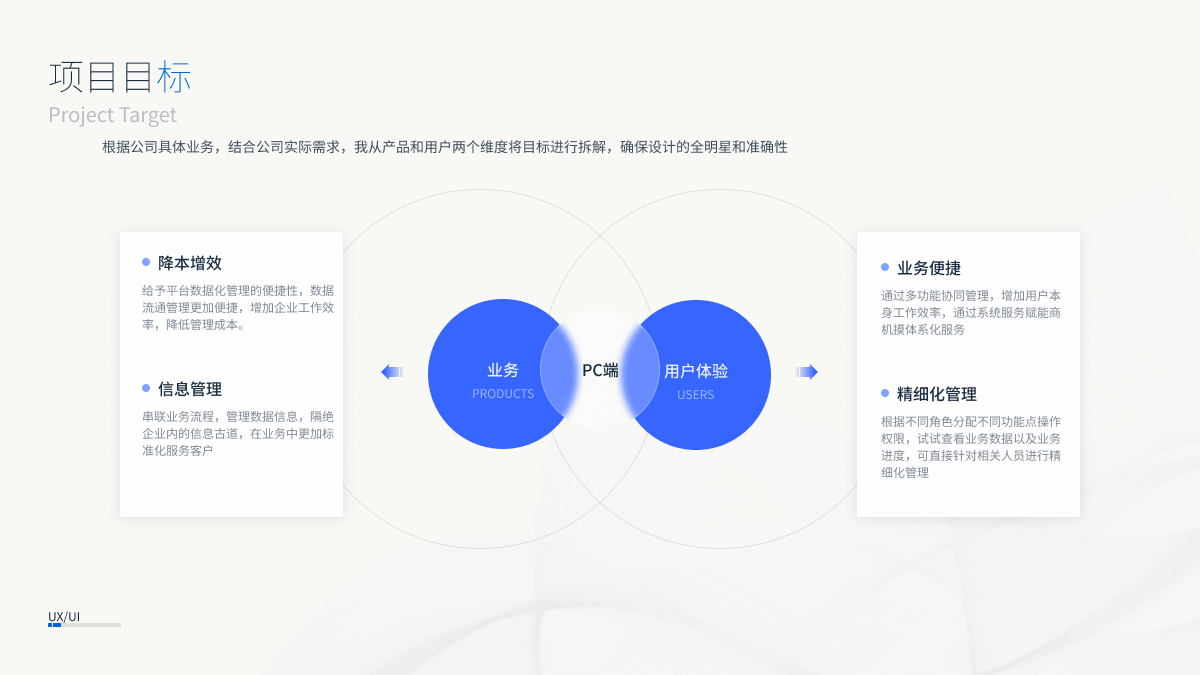 项目目标
Project Target
根据公司具体业务，结合公司实际需求，我从产品和用户两个维度将目标进行拆解，确保设计的全明星和准确性
降本增效
给予平台数据化管理的便捷性，数据
流通管理更加便捷，增加企业工作效
率，降低管理成本。
信息管理
串联业务流程，管理数据信息，隔绝
企业内的信息古道，在业务中更加标
准化服务客户
业务
PRODUCTS
PC端
用户体验
USERS
业务便捷
通过多功能协同管理，增加用户本
身工作效率，通过系统服务赋能商
机摸体系化服务
精细化管理
根据不同角色分配不同功能点操作
权限，试试查看业务数据以及业务
进度，可直接针对相关人员进行精
细化管理
UX/UI